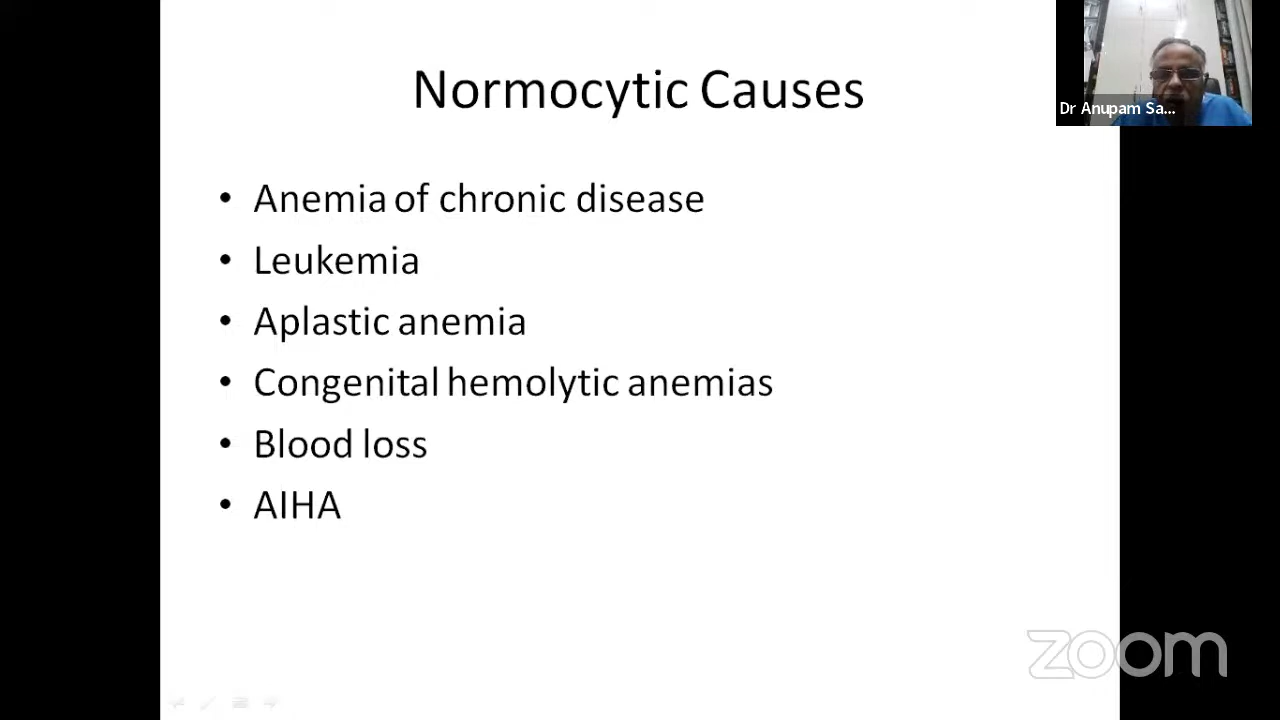 Normocytic Causes
Dr Anupam Sa...
• Anemia of chronic disease
• Leukemia
• Aplastic anemia
• Congenital hemolytic anemias
• Blood loss
• AIHA
zoom